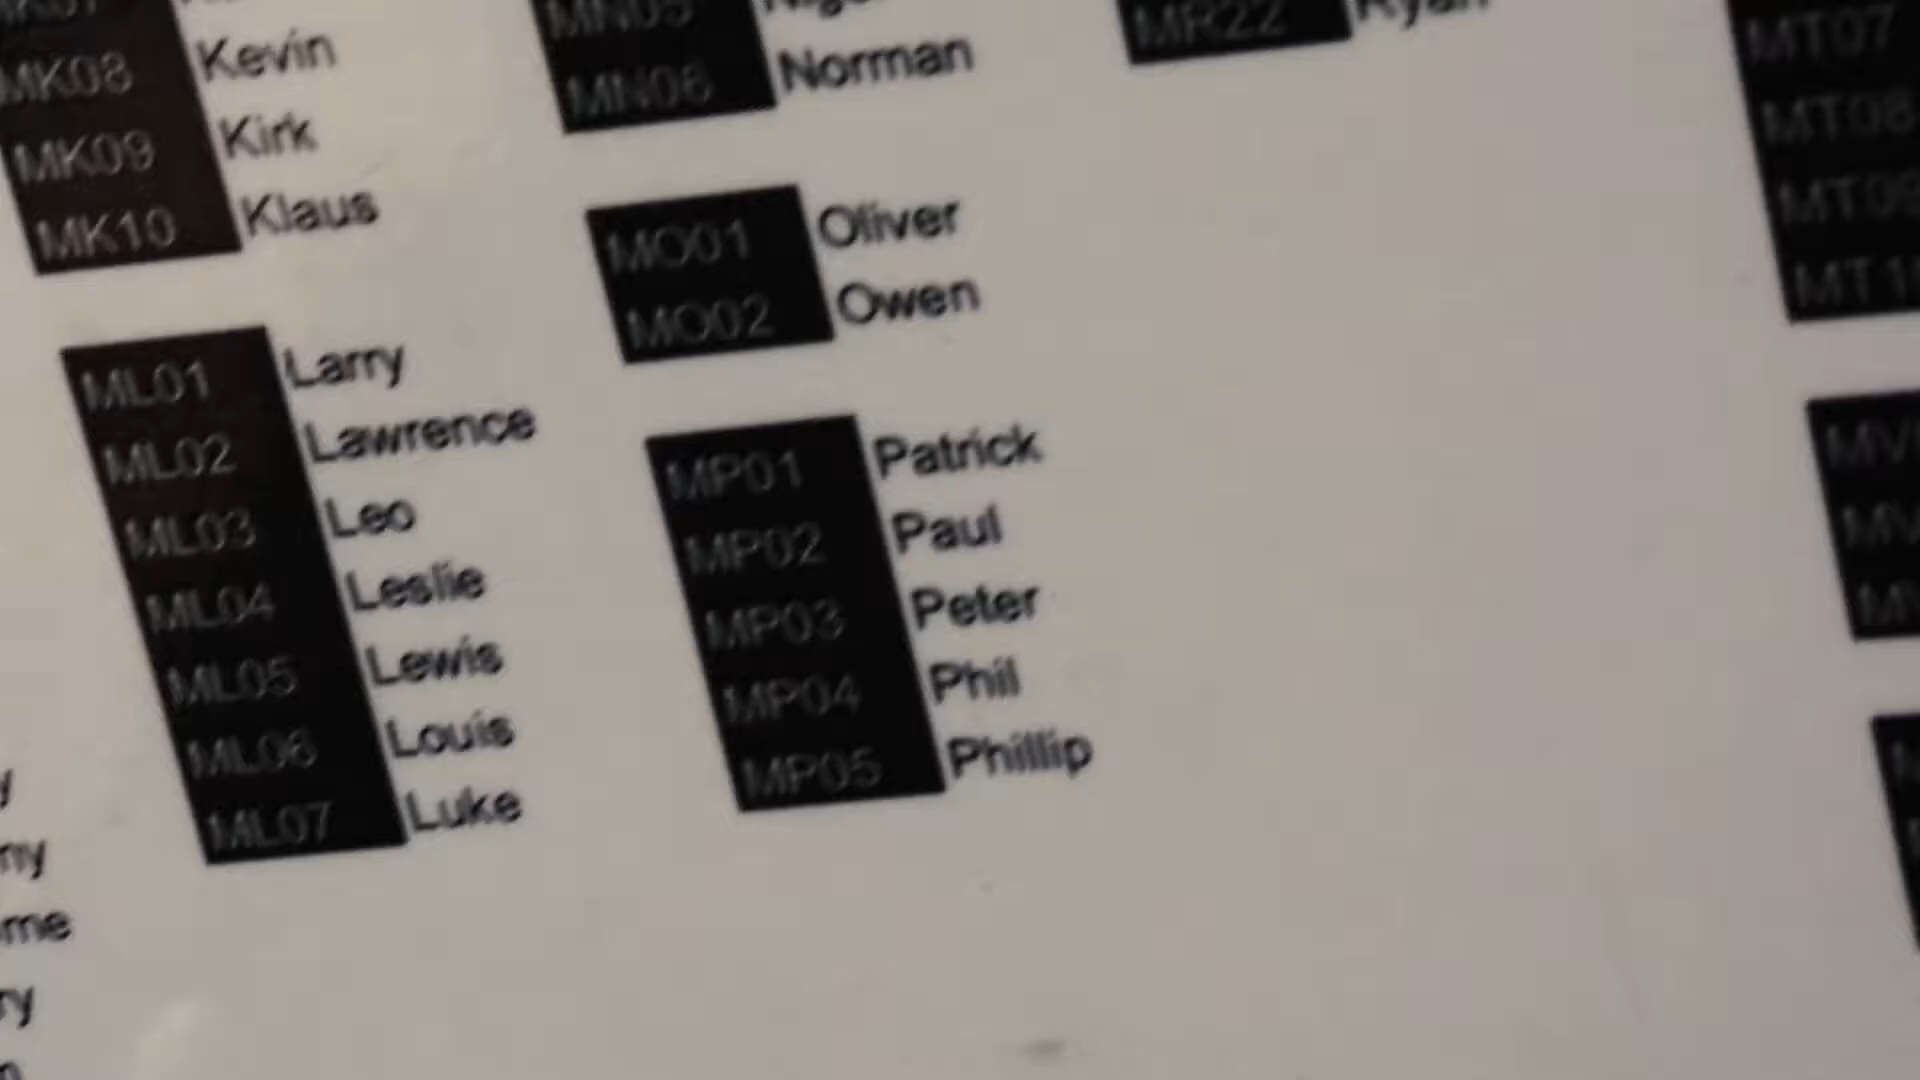 MK08 Kevin
MK09 Kirk
MK10 Klaus
ML01 Larry
ML02 Lawrence
ML03 Leo
ML04 Leslie
ML05 Lewis
ML06 Louis
ML07 Luke
MN05
MN06 Norman
MO01 Oliver
MO02 Owen
MP01 Patrick
MP02 Paul
MP03 Peter
MP04 Phil
MP05 Phillip
MR22 Ryan
MT07
MT08